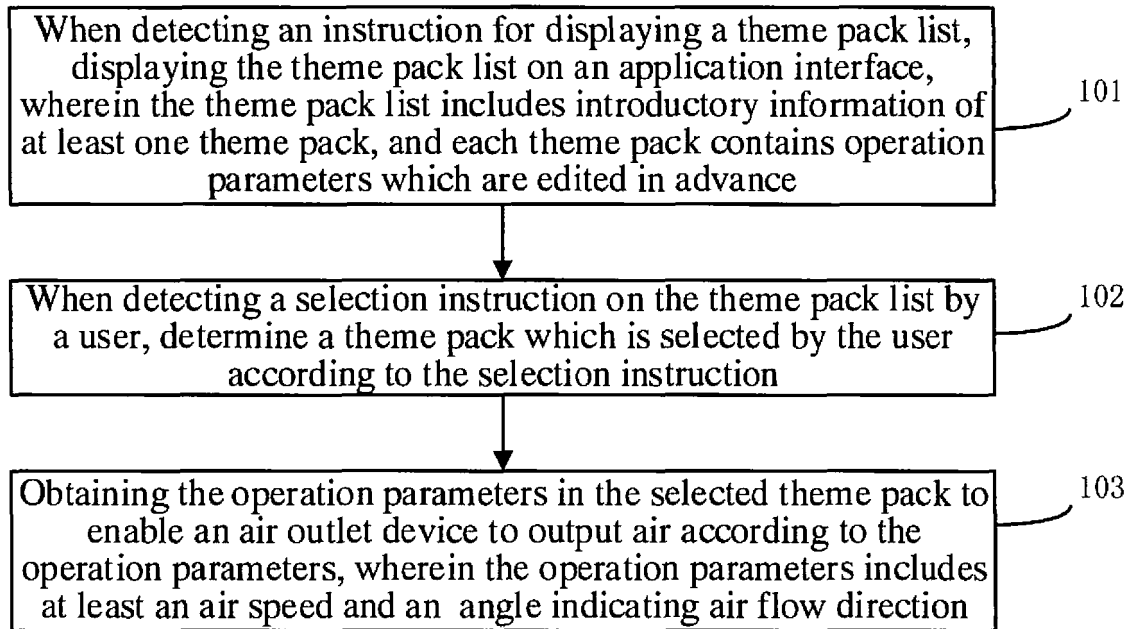 When detecting an instruction for displaying a theme pack list,
displaying the theme pack list on an application interface,
wherein the theme pack list includes introductory information of
at least one theme pack, and each theme pack contains operation
parameters which are edited in advance
101
When detecting a selection instruction on the theme pack list by
a user, determine a theme pack which is selected by the user
according to the selection instruction
102
Obtaining the operation parameters in the selected theme pack to
enable an air outlet device to output air according to the
operation parameters, wherein the operation parameters includes
at least an air speed and an angle indicating air flow direction
103